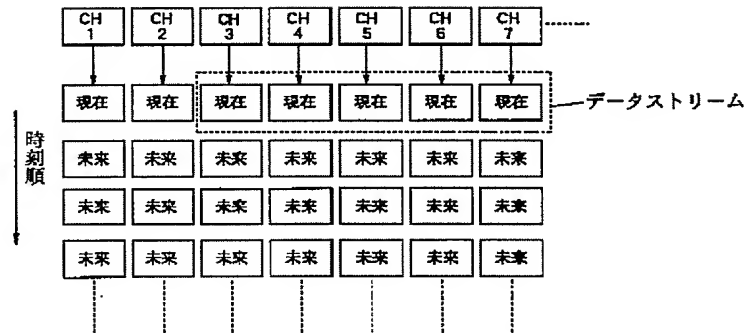 CH 1 CH 2 CH 3 CH 4 CH 5 CH 6 CH 7
現在 現在 現在 現在 現在 現在 現在 データストリーム
時刻順
未来 未来 未来 未来 未来 未来 未来
未来 未来 未来 未来 未来 未来 未来
未来 未来 未来 未来 未来 未来 未来